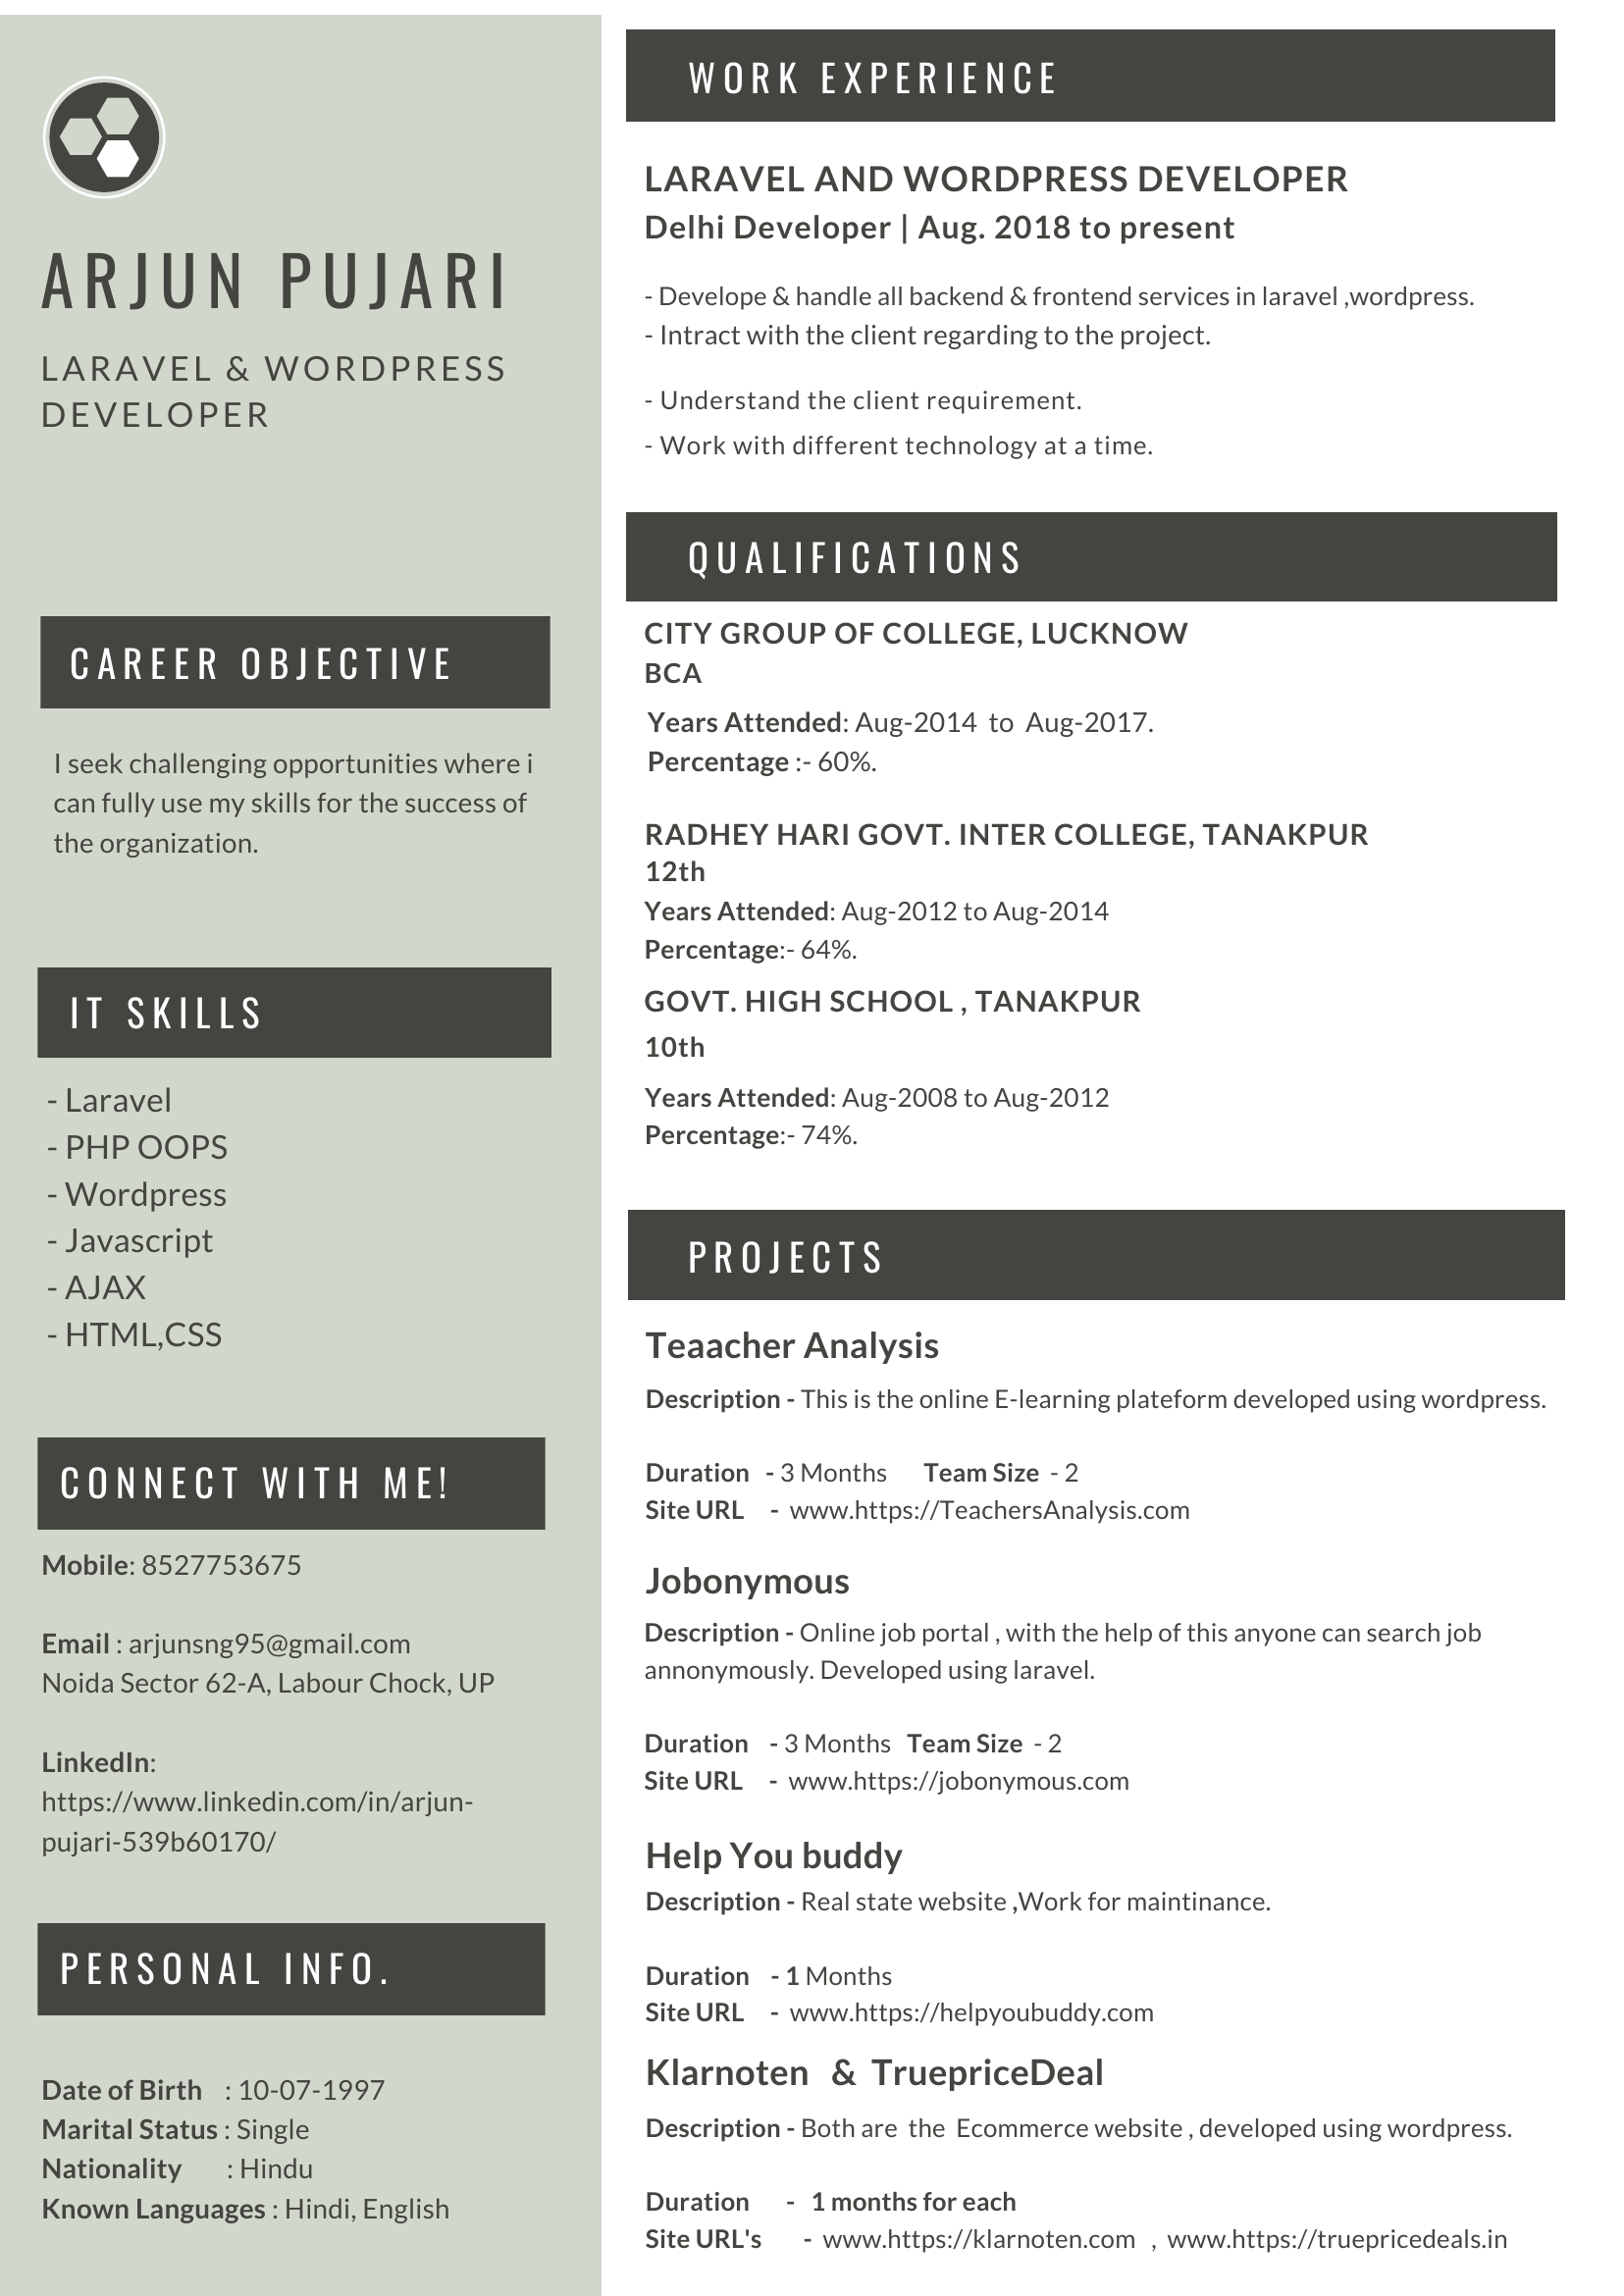 ARJUN PUJARI
LARAVEL & WORDPRESS
DEVELOPER
CAREER OBJECTIVE
I seek challenging opportunities where i
can fully use my skills for the success of
the organization.
IT SKILLS
- Laravel
- PHP OOPS
- Wordpress
- Javascript
- AJAX
- HTML,CSS
CONNECT WITH ME!
Mobile: 8527753675
Email : arjunsng95@gmail.com
Noida Sector 62-A, Labour Chock, UP
LinkedIn:
https://www.linkedin.com/in/arjun-
pujari-539b60170/
PERSONAL INFO.
Date of Birth : 10-07-1997
Marital Status : Single
Nationality : Hindu
Known Languages : Hindi, English
WORK EXPERIENCE
LARAVEL AND WORDPRESS DEVELOPER
Delhi Developer | Aug. 2018 to present
- Develope & handle all backend & frontend services in laravel ,wordpress.
- Intract with the client regarding to the project.
- Understand the client requirement.
- Work with different technology at a time.
QUALIFICATIONS
CITY GROUP OF COLLEGE, LUCKNOW
BCA
Years Attended: Aug-2014 to Aug-2017.
Percentage :- 60%.
RADHEY HARI GOVT. INTER COLLEGE, TANAKPUR
12th
Years Attended: Aug-2012 to Aug-2014
Percentage:- 64%.
GOVT. HIGH SCHOOL , TANAKPUR
10th
Years Attended: Aug-2008 to Aug-2012
Percentage:- 74%.
PROJECTS
Teaacher Analysis
Description - This is the online E-learning plateform developed using wordpress.
Duration - 3 Months Team Size - 2
Site URL - www.https://TeachersAnalysis.com
Jobonymous
Description - Online job portal , with the help of this anyone can search job
annonymously. Developed using laravel.
Duration - 3 Months Team Size - 2
Site URL - www.https://jobonymous.com
Help You buddy
Description - Real state website ,Work for maintinance.
Duration - 1 Months
Site URL - www.https://helpyoubuddy.com
Klarnoten & TruepriceDeal
Description - Both are the Ecommerce website , developed using wordpress.
Duration - 1 months for each
Site URL's - www.https://klarnoten.com , www.https://truepricedeals.in